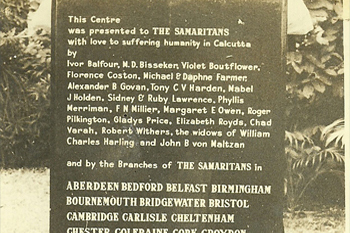 This Centre
was presented to THE SAMARITANS
with love to suffering humanity in Calcutta
by
Ivor Balfour, M.D. Bisseker, Violet Boutflower,
Florence Coston, Michael & Daphne Farmer,
Alexander B Govan, Tony C V Harden, Mabel
J Holden, Sidney & Ruby Lawrence, Phyllis
Merriman, F N Miller, Margaret E Owen, Roger
Pilkington, Gladys Price, Elizabeth Royds, Chad
Varah, Robert Withers, the widows of William
Charles Harling and John B von Maltzan
and by the Branches of THE SAMARITANS in
ABERDEEN BEDFORD BELFAST BIRMINGHAM
BOURNEMOUTH BRIDGEWATER BRISTOL
CAMBRIDGE CARLISLE CHELTENHAM
CHESTER COLERAINE CORK CROYDON